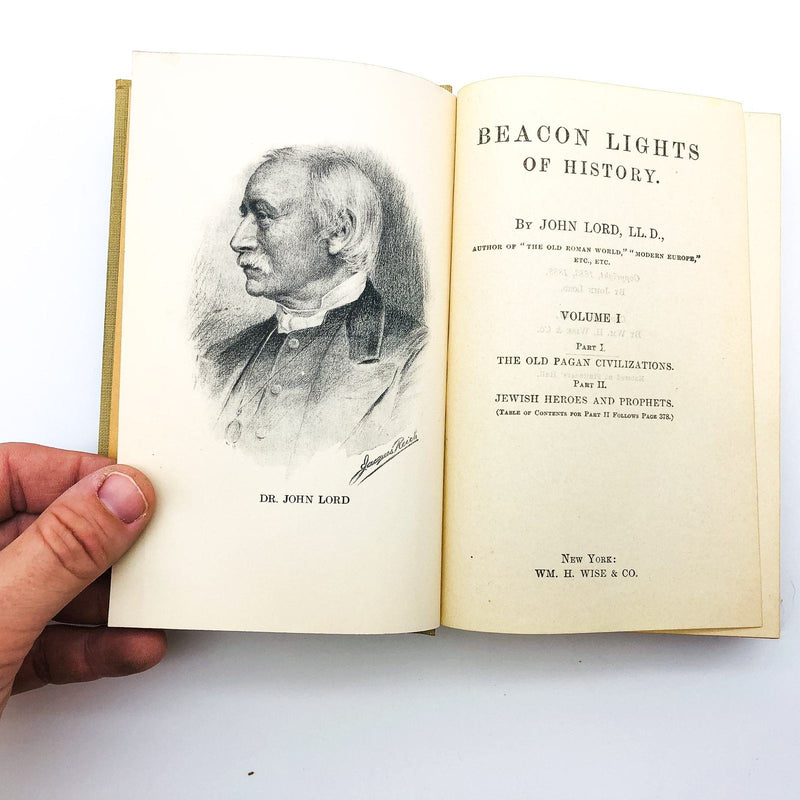 Jacques Reich
DR. JOHN LORD
BEACON LIGHTS
OF HISTORY.
BY JOHN LORD, LL.D.,
AUTHOR OF "THE OLD ROMAN WORLD," "MODERN EUROPE,"
ETC., ETC.
VOLUME I
PART I.
THE OLD PAGAN CIVILIZATIONS.
PART II.
JEWISH HEROES AND PROPHETS.
(TABLE OF CONTENTS FOR PART II FOLLOWS PAGE 378.)
NEW YORK:
WM. H. WISE & CO.